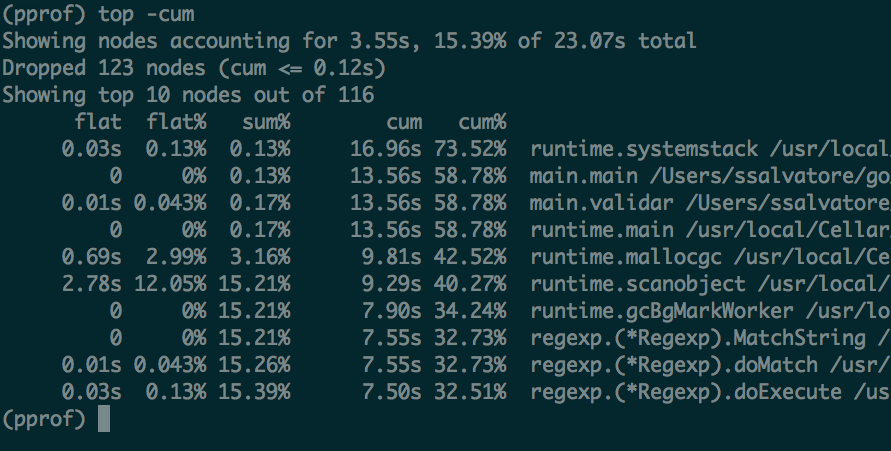 (pprof) top -cum
Showing nodes accounting for 3.55s, 15.39% of 23.07s total
Dropped 123 nodes (cum <= 0.12s)
Showing top 10 nodes out of 116
flat flat% sum% cum cum%
0.03s 0.13% 0.13% 16.96s 73.52% runtime.systemstack /usr/local
0 0% 0.13% 13.56s 58.78% main.main /Users/ssalvatore/go
0.01s 0.043% 0.17% 13.56s 58.78% main.validar /Users/ssalvatore
0 0% 0.17% 13.56s 58.78% runtime.main /usr/local/Cellar
0.69s 2.99% 3.16% 9.81s 42.52% runtime.mallocgc /usr/local/Ce
2.78s 12.05% 15.21% 9.29s 40.27% runtime.scanobject /usr/local/
0 0% 15.21% 7.90s 34.24% runtime.gcBgMarkWorker /usr/lo
0 0% 15.21% 7.55s 32.73% regexp.(*Regexp).MatchString /
0.01s 0.043% 15.26% 7.55s 32.73% regexp.(*Regexp).doMatch /usr/
0.03s 0.13% 15.39% 7.50s 32.51% regexp.(*Regexp).doExecute /us
(pprof)